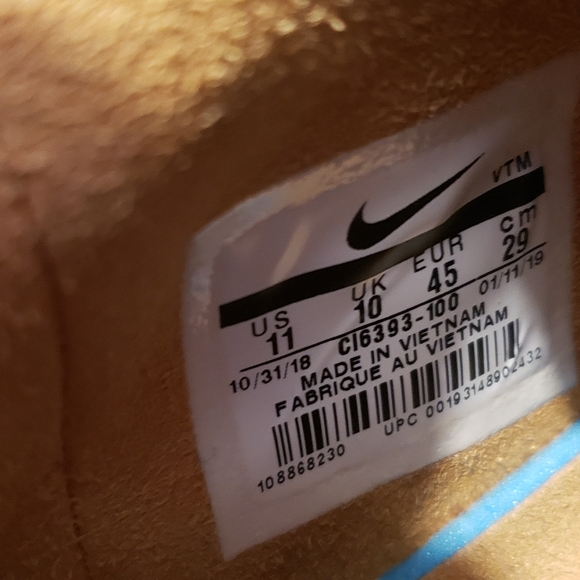 VTM
US UK EUR cm
11 10 45 29
10/31/18 CI6393-100 01/11/19
MADE IN VIETNAM
FABRIQUE AU VIETNAM
UPC 00193148902432
108868230